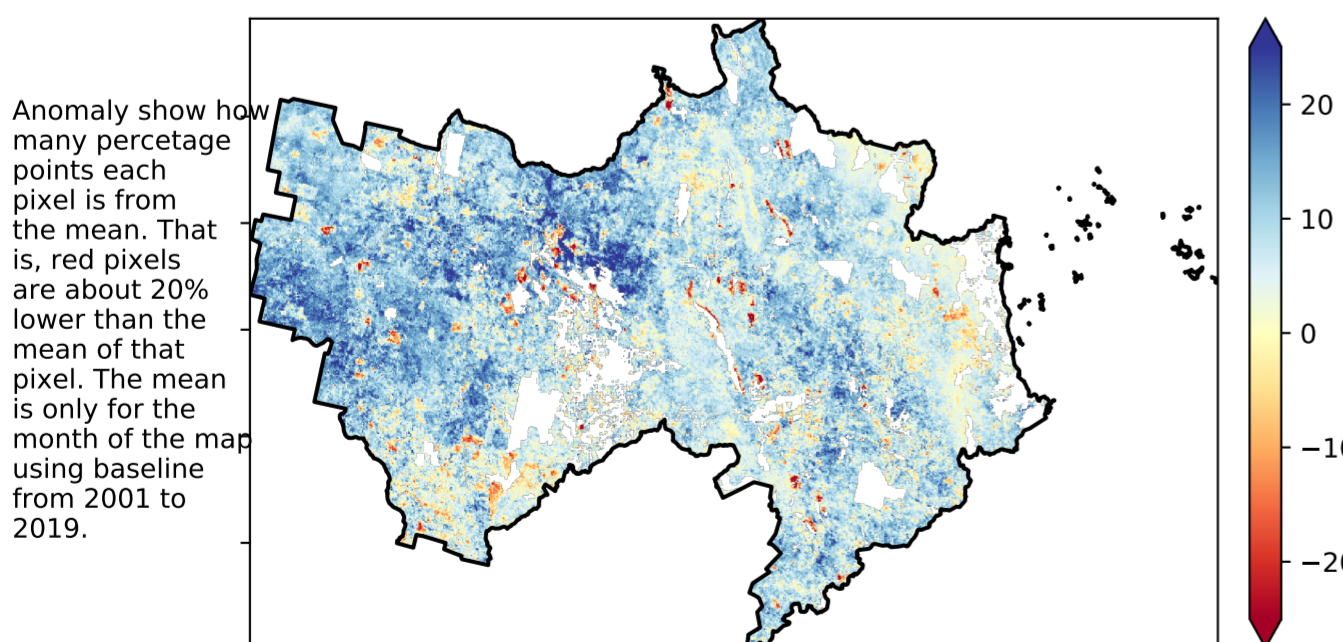 Anomaly show how
many percetage
points each
pixel is from
the mean. That
is, red pixels
are about 20%
lower than the
mean of that
pixel. The mean
is only for the
month of the map
using baseline
from 2001 to
2019.
20
10
0
−10
−20